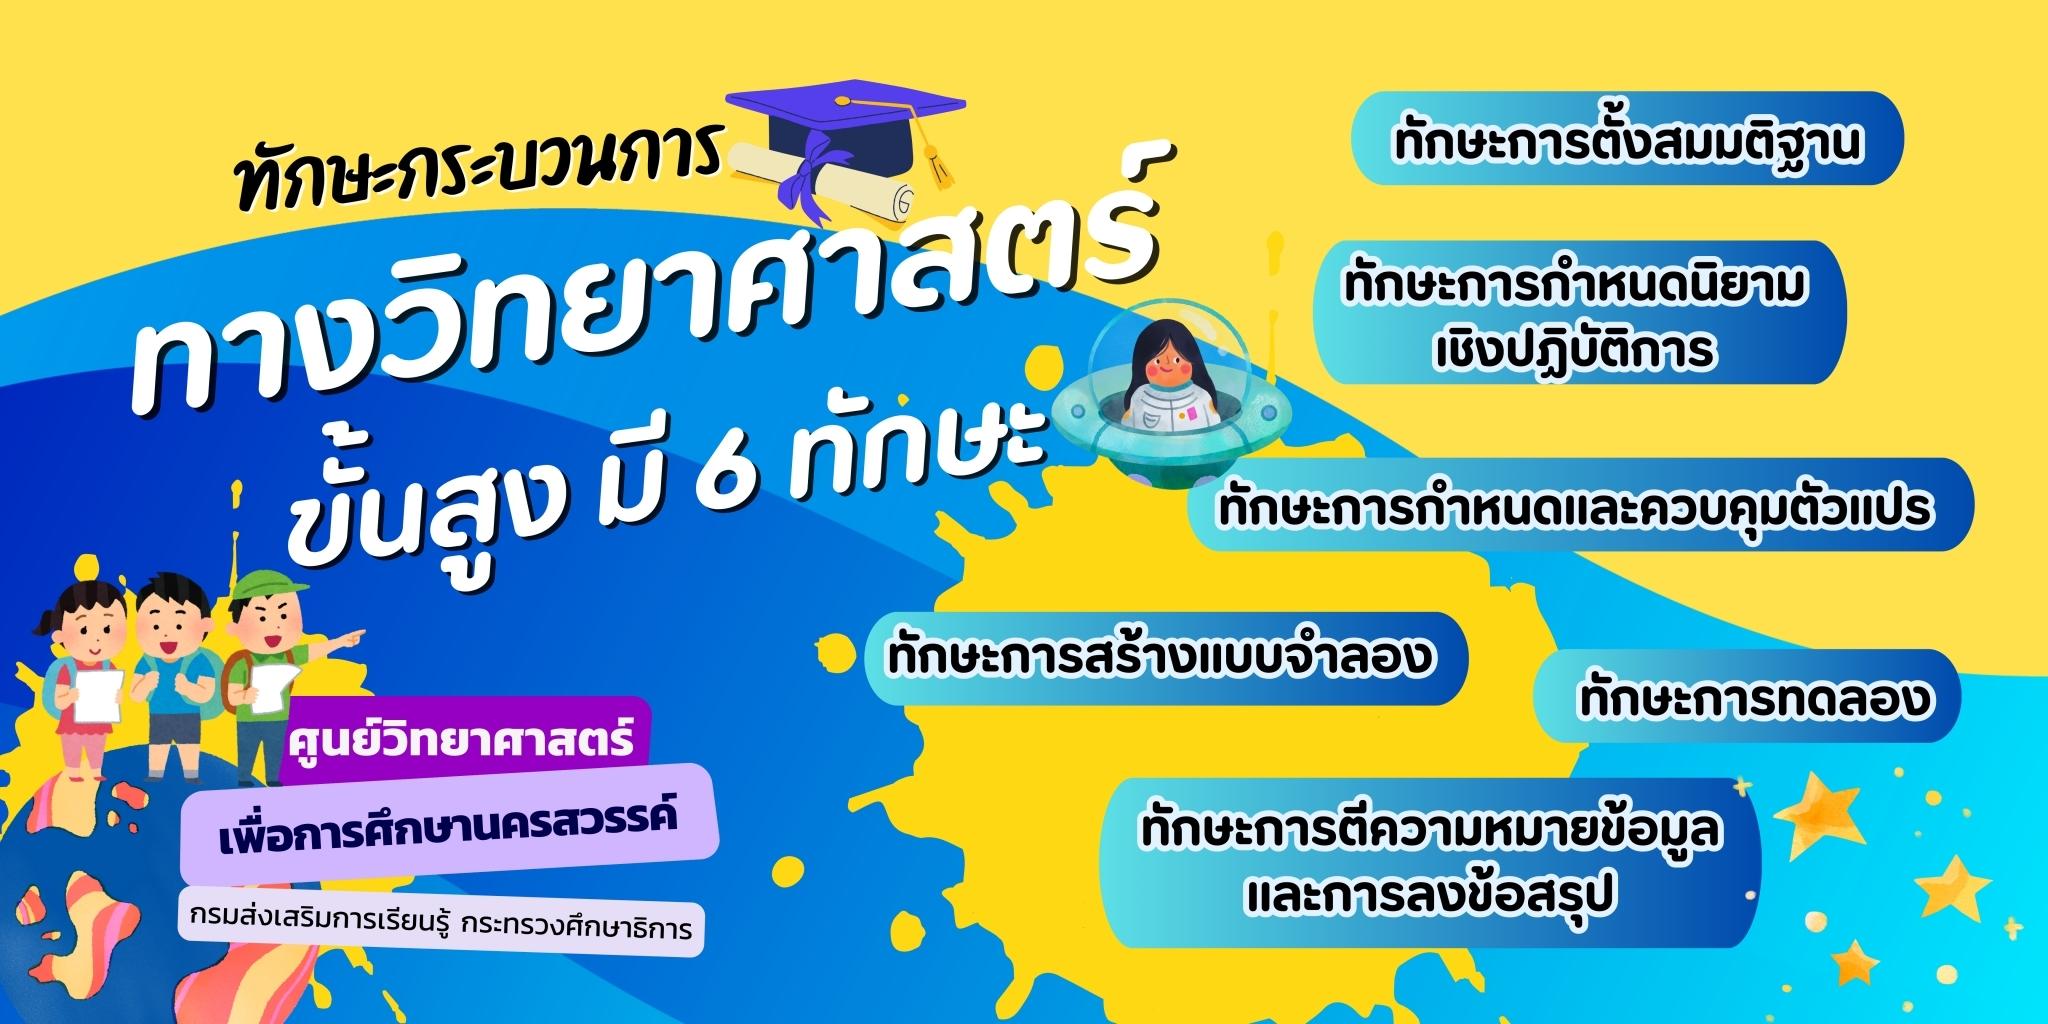 ทักษะกระบวนการ
ทางวิทยาศาสตร์
ขั้นสูง มี 6 ทักษะ
ทักษะการตั้งสมมติฐาน
ทักษะการกำหนดนิยาม
เชิงปฏิบัติการ
ทักษะการกำหนดและควบคุมตัวแปร
ทักษะการสร้างแบบจำลอง
ทักษะการทดลอง
ทักษะการตีความหมายข้อมูล
และการลงข้อสรุป
ศูนย์วิทยาศาสตร์
เพื่อการศึกษานครสวรรค์
กรมส่งเสริมการเรียนรู้ กระทรวงศึกษาธิการ